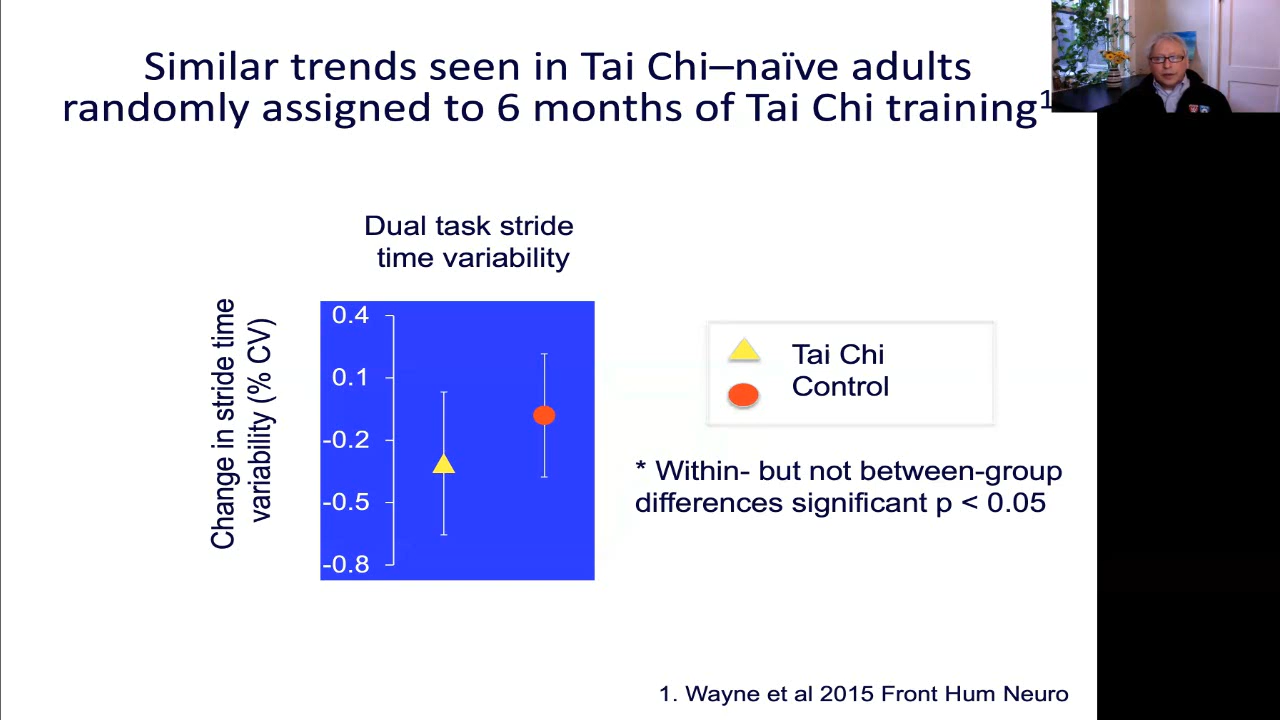 Similar trends seen in Tai Chi–naïve adults
randomly assigned to 6 months of Tai Chi training1
Dual task stride
time variability
Change in stride time
variability (% CV)
0.4
0.1
-0.2
-0.5
-0.8
Tai Chi
Control
* Within- but not between-group
differences significant p < 0.05
1. Wayne et al 2015 Front Hum Neuro